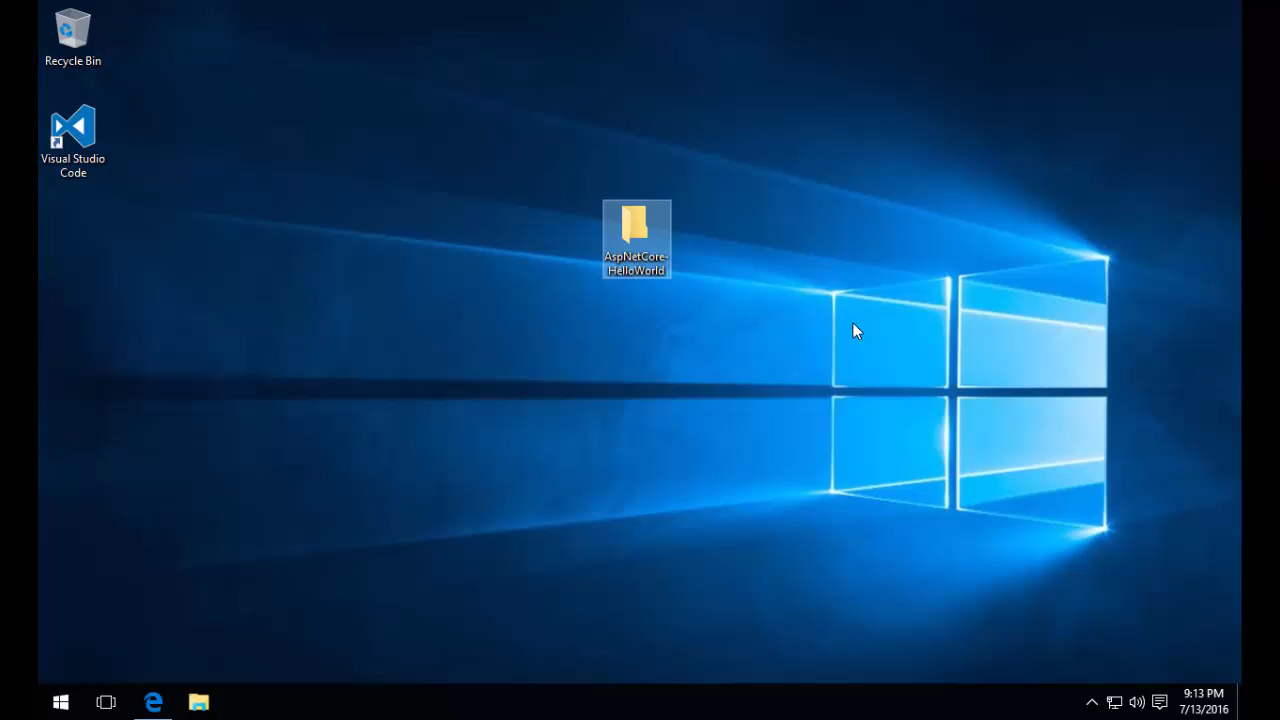 Recycle Bin
Visual Studio
Code
AspNetCore-
HelloWorld
9:13 PM
7/13/2016